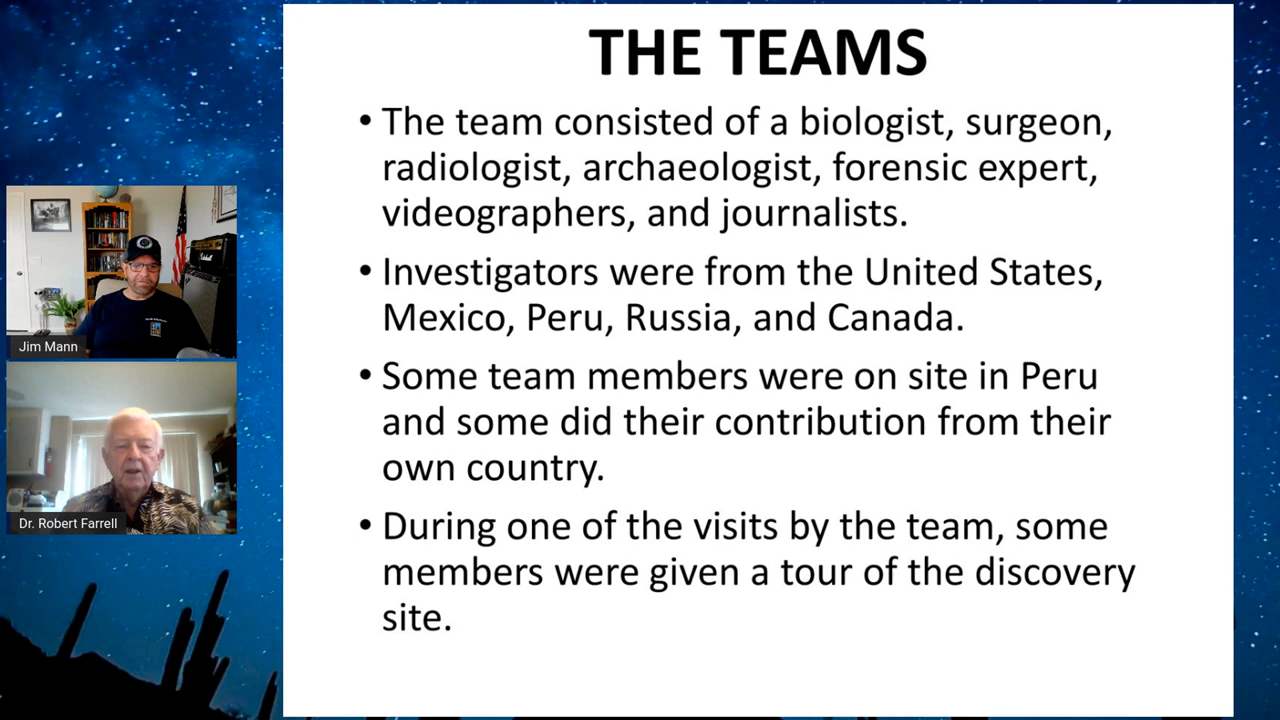 THE TEAMS
• The team consisted of a biologist, surgeon,
radiologist, archaeologist, forensic expert,
videographers, and journalists.
• Investigators were from the United States,
Mexico, Peru, Russia, and Canada.
• Some team members were on site in Peru
and some did their contribution from their
own country.
• During one of the visits by the team, some
members were given a tour of the discovery
site.
Jim Mann
Dr. Robert Farrell